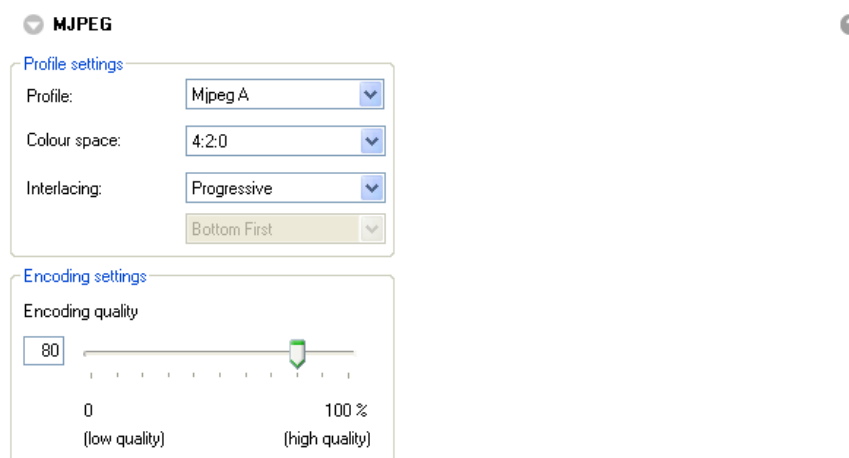 MJPEG
Profile settings
Profile: Mjpeg A
Colour space: 4:2:0
Interlacing: Progressive
Bottom First
Encoding settings
Encoding quality
80
0 100 %
(low quality) (high quality)